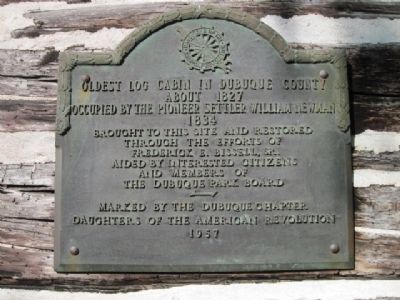 OLDEST LOG CABIN IN DUBUQUE COUNTY
ABOUT 1827
OCCUPIED BY THE PIONEER SETTLER WILLIAM NEWMAN
1834
BROUGHT TO THIS SITE AND RESTORED
THROUGH THE EFFORTS OF
FREDERICK E. BISSELL, SR.
AIDED BY INTERESTED CITIZENS
AND MEMBERS OF
THE DUBUQUE PARK BOARD
MARKED BY THE DUBUQUE CHAPTER
DAUGHTERS OF THE AMERICAN REVOLUTION
1957